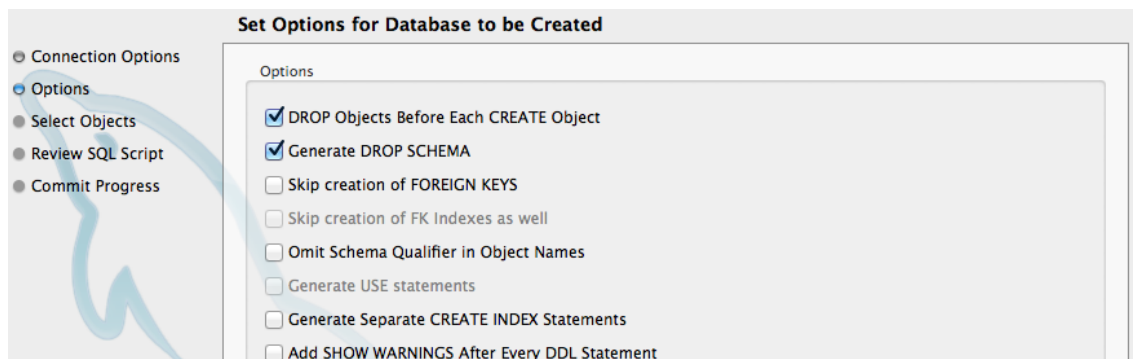 Set Options for Database to be Created
Connection Options
Options
Select Objects
Review SQL Script
Commit Progress
Options
DROP Objects Before Each CREATE Object
Generate DROP SCHEMA
Skip creation of FOREIGN KEYS
Skip creation of FK Indexes as well
Omit Schema Qualifier in Object Names
Generate USE statements
Generate Separate CREATE INDEX Statements
Add SHOW WARNINGS After Every DDL Statement